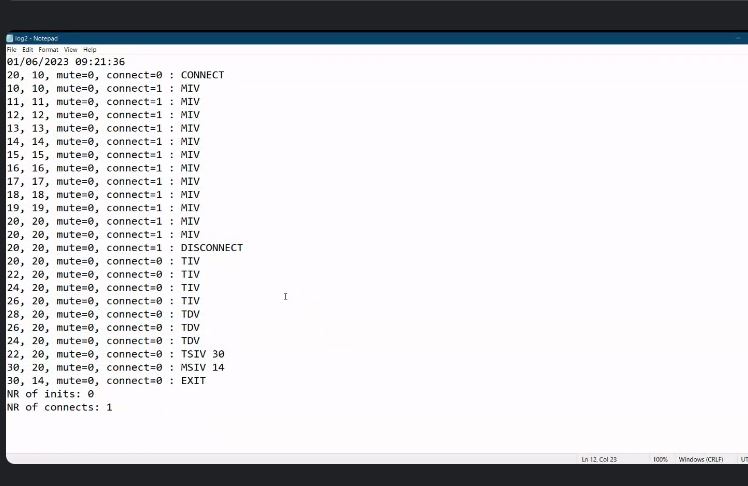 log2 - Notepad
File Edit Format View Help
01/06/2023 09:21:36
20, 10, mute=0, connect=0 : CONNECT
10, 10, mute=0, connect=1 : MIV
11, 11, mute=0, connect=1 : MIV
12, 12, mute=0, connect=1 : MIV
13, 13, mute=0, connect=1 : MIV
14, 14, mute=0, connect=1 : MIV
15, 15, mute=0, connect=1 : MIV
16, 16, mute=0, connect=1 : MIV
17, 17, mute=0, connect=1 : MIV
18, 18, mute=0, connect=1 : MIV
19, 19, mute=0, connect=1 : MIV
20, 20, mute=0, connect=1 : MIV
20, 20, mute=0, connect=1 : MIV
20, 20, mute=0, connect=1 : DISCONNECT
20, 20, mute=0, connect=0 : TIV
22, 20, mute=0, connect=0 : TIV
24, 20, mute=0, connect=0 : TIV
26, 20, mute=0, connect=0 : TIV
28, 20, mute=0, connect=0 : TDV
26, 20, mute=0, connect=0 : TDV
24, 20, mute=0, connect=0 : TDV
22, 20, mute=0, connect=0 : TSIV 30
30, 20, mute=0, connect=0 : MSIV 14
30, 14, mute=0, connect=0 : EXIT
NR of inits: 0
NR of connects: 1
Ln 12, Col 23 100% Windows (CRLF) UT